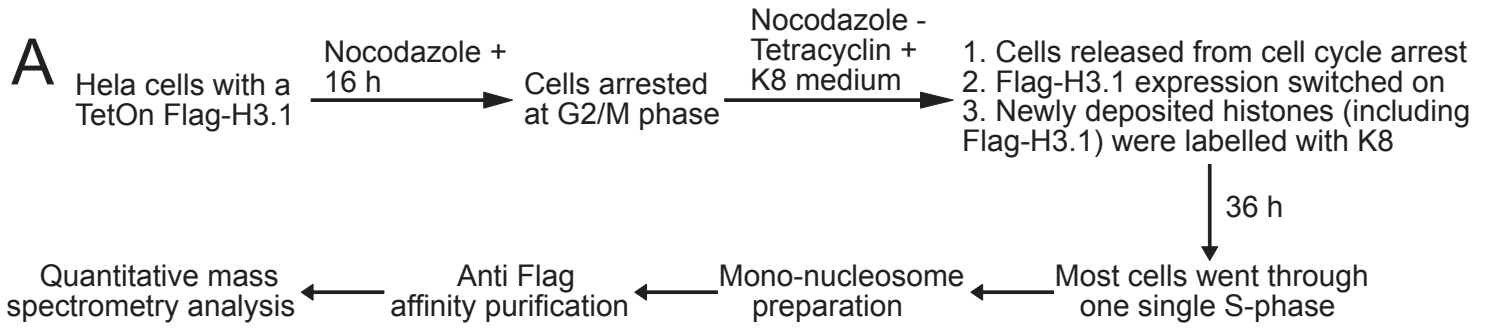 A
Hela cells with a
TetOn Flag-H3.1
Nocodazole +
16 h
Cells arrested
at G2/M phase
Nocodazole -
Tetracyclin +
K8 medium
1. Cells released from cell cycle arrest
2. Flag-H3.1 expression switched on
3. Newly deposited histones (including
Flag-H3.1) were labelled with K8
36 h
Most cells went through
one single S-phase
Mono-nucleosome
preparation
Anti Flag
affinity purification
Quantitative mass
spectrometry analysis